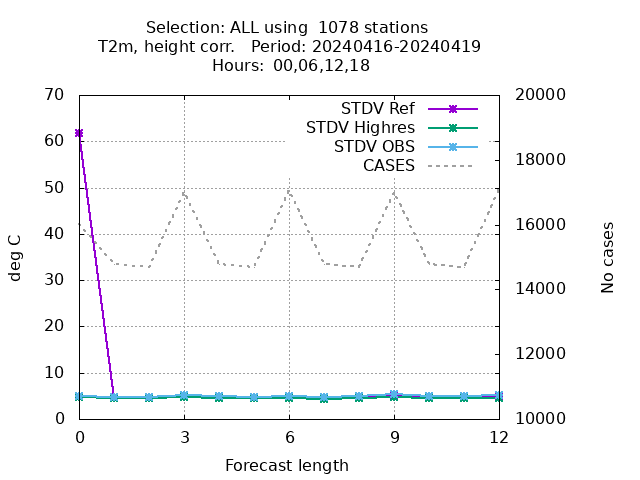 Selection: ALL using  1078 stations
T2m, height corr.   Period: 20240416-20240419
Hours:  00,06,12,18
STDV Ref
STDV Highres
STDV OBS
CASES
70
60
50
40
30
20
10
0
deg C
20000
18000
16000
14000
12000
10000
No cases
0 3 6 9 12
Forecast length